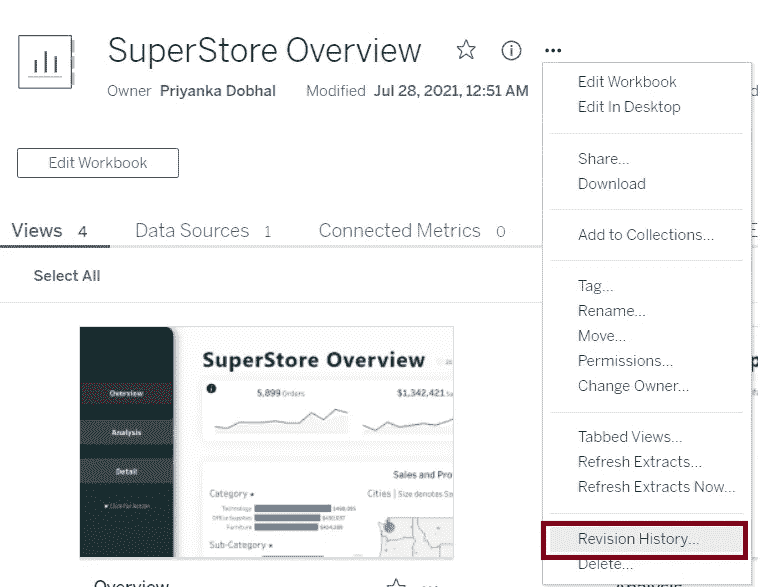 SuperStore Overview
Owner Priyanka Dobhal Modified Jul 28, 2021, 12:51 AM
Edit Workbook
Views 4 Data Sources 1 Connected Metrics 0
Select All
Edit Workbook
Edit In Desktop
Share...
Download
Add to Collections...
Tag...
Rename...
Move...
Permissions...
Change Owner...
Tabbed Views...
Refresh Extracts...
Refresh Extracts Now...
Revision History...
Delete...
SuperStore Overview
Overview
Analysis
Detail
5,899 Orders
$1,342,421
Sales and Pro
Category
Cities | Size denotes Sa
Technology
Office Supplies
Furniture
Sub-Category
Overview